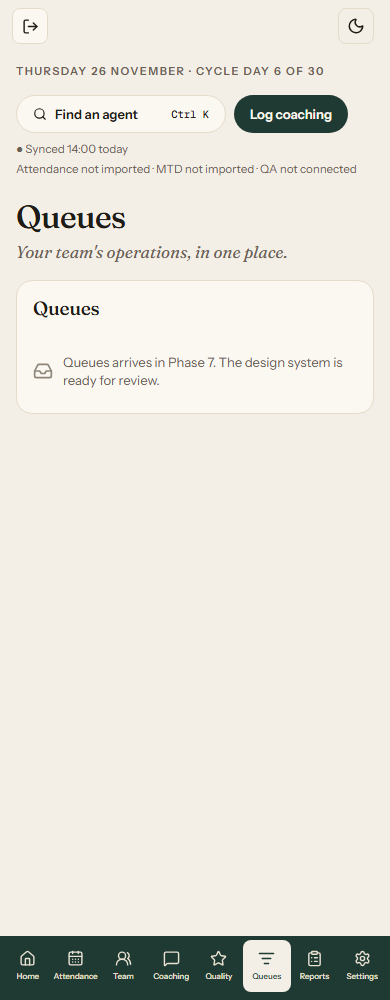 THURSDAY 26 NOVEMBER · CYCLE DAY 6 OF 30
Find an agent Ctrl K Log coaching
● Synced 14:00 today
Attendance not imported · MTD not imported · QA not connected
Queues
Your team's operations, in one place.
Queues
Queues arrives in Phase 7. The design system is
ready for review.
Home Attendance Team Coaching Quality Queues Reports Settings